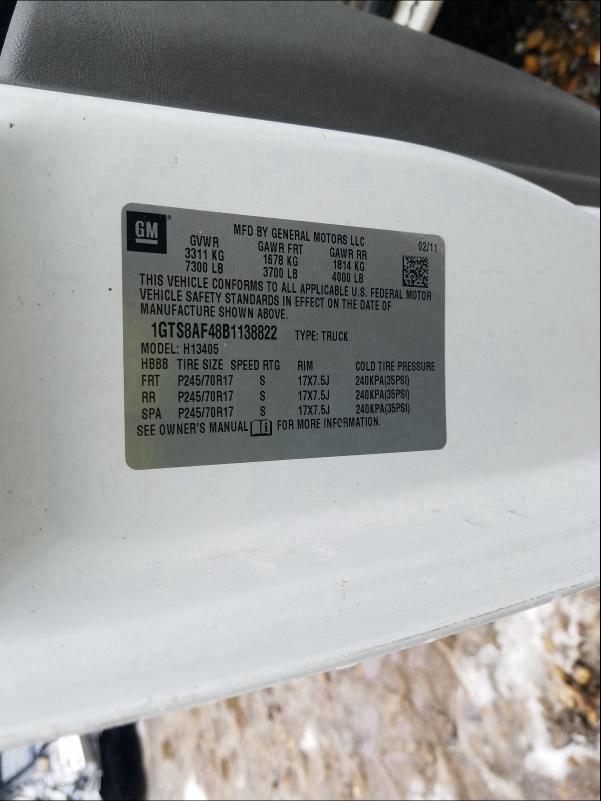 GM
MFD BY GENERAL MOTORS LLC 02/11
GVWR GAWR FRT GAWR RR
3311 KG 1678 KG 1814 KG
7300 LB 3700 LB 4000 LB
THIS VEHICLE CONFORMS TO ALL APPLICABLE U.S. FEDERAL MOTOR
VEHICLE SAFETY STANDARDS IN EFFECT ON THE DATE OF
MANUFACTURE SHOWN ABOVE.
1GTS8AF48B1138822 TYPE: TRUCK
MODEL: H13405
HBBB TIRE SIZE SPEED RTG RIM COLD TIRE PRESSURE
FRT P245/70R17 S 17X7.5J 240KPA(35PSI)
RR P245/70R17 S 17X7.5J 240KPA(35PSI)
SPA P245/70R17 S 17X7.5J 240KPA(35PSI)
SEE OWNER'S MANUAL FOR MORE INFORMATION.